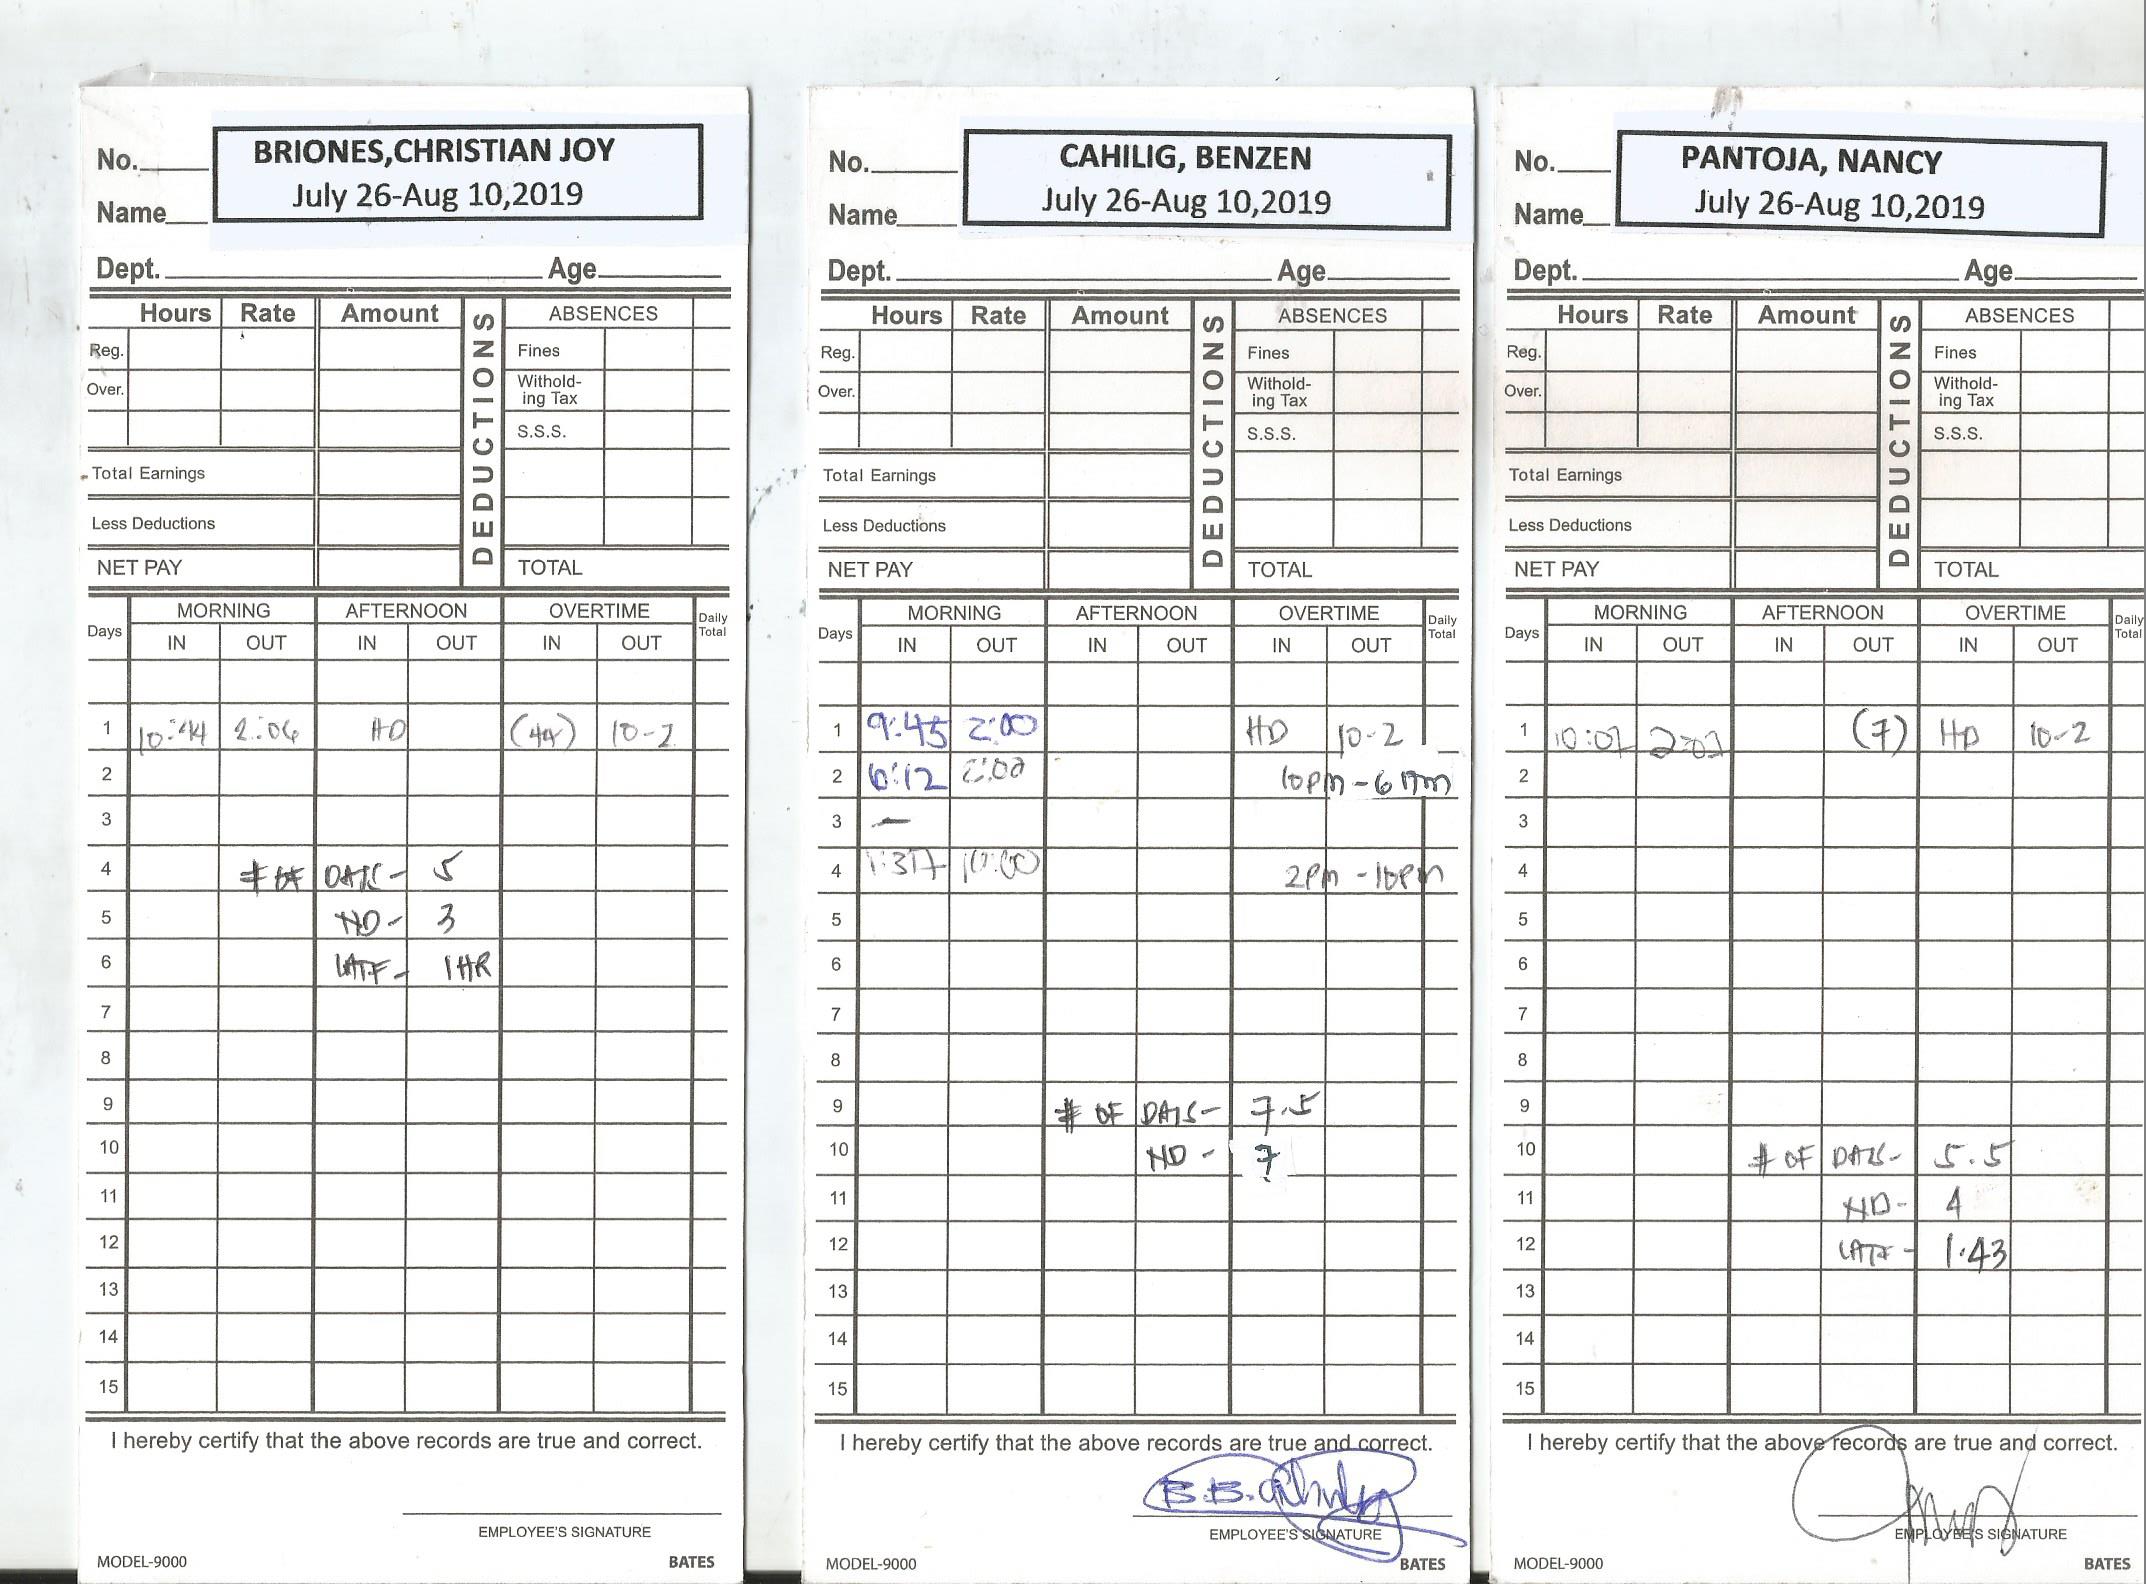 No.
BRIONES,CHRISTIAN JOY
July 26-Aug 10,2019
Name
Dept. Age
Hours Rate Amount DEDUCTIONS ABSENCES
Reg. Fines
Over. Withold-
ing Tax
S.S.S.
Total Earnings
Less Deductions
NET PAY TOTAL
Days MORNING AFTERNOON OVERTIME Daily
Total
IN OUT IN OUT IN OUT
1 10:44 2:06 HD (44) 10-2
2
3
4 # OF DAYS- 5
5 ND- 3
6 LATE- 1HR
7
8
9
10
11
12
13
14
15
I hereby certify that the above records are true and correct.
EMPLOYEE'S SIGNATURE
MODEL-9000 BATES
No.
CAHILIG, BENZEN
July 26-Aug 10,2019
Name
Dept. Age
Hours Rate Amount DEDUCTIONS ABSENCES
Reg. Fines
Over. Withold-
ing Tax
S.S.S.
Total Earnings
Less Deductions
NET PAY TOTAL
Days MORNING AFTERNOON OVERTIME Daily
Total
IN OUT IN OUT IN OUT
1 9:45 2:00 HD 10-2
2 6:12 2:00 10pm-6Am
3 -
4 1:37 10:00 2PM-10PM
5
6
7
8
9 # OF DAYS- 7.5
10 ND- 7
11
12
13
14
15
I hereby certify that the above records are true and correct.
EMPLOYEE'S SIGNATURE
MODEL-9000 BATES
No.
PANTOJA, NANCY
July 26-Aug 10,2019
Name
Dept. Age
Hours Rate Amount DEDUCTIONS ABSENCES
Reg. Fines
Over. Withold-
ing Tax
S.S.S.
Total Earnings
Less Deductions
NET PAY TOTAL
Days MORNING AFTERNOON OVERTIME Daily
Total
IN OUT IN OUT IN OUT
1 10:07 2:07 (7) HD 10-2
2
3
4
5
6
7
8
9
10 # OF DAYS- 5.5
11 ND- 4
12 LATE- 1.43
13
14
15
I hereby certify that the above records are true and correct.
EMPLOYEE'S SIGNATURE
MODEL-9000 BATES